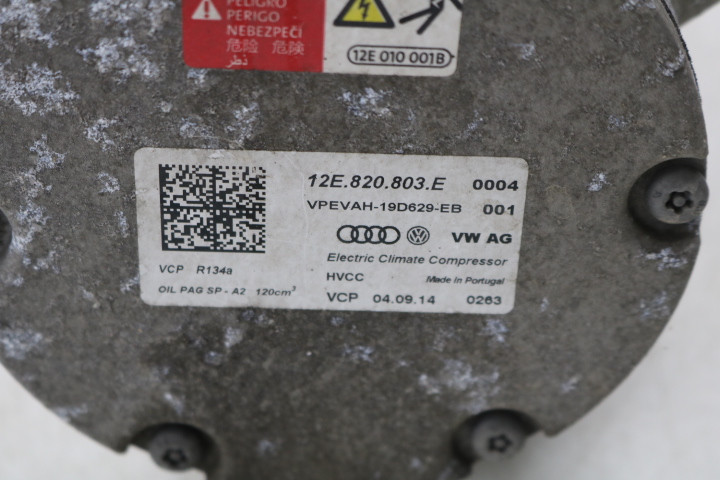 PELIGRO
PERIGO
NEBEZPEČÍ
危险 危険
خطر
12E 010 001B
12E.820.803.E 0004
VPEVAH-19D629-EB 001
VW AG
Electric Climate Compressor
VCP R134a
HVCC Made in Portugal
OIL PAG SP - A2 120cm³
VCP 04.09.14 0263